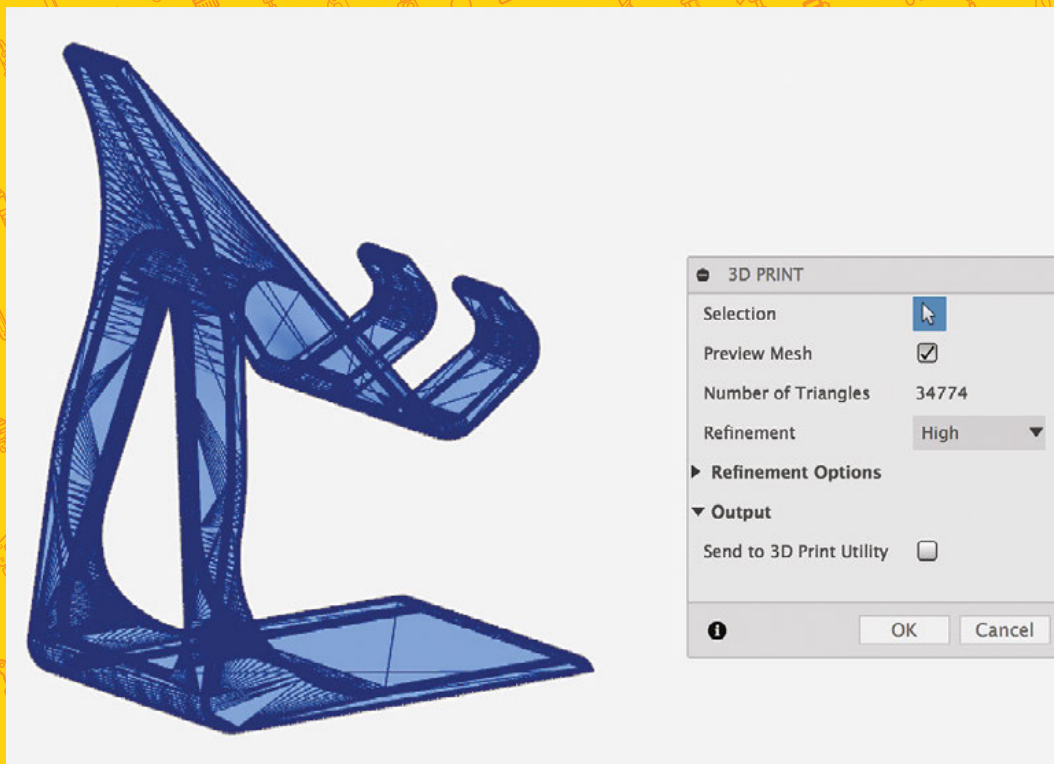 3D PRINT
Selection
Preview Mesh
Number of Triangles 34774
Refinement High
Refinement Options
Output
Send to 3D Print Utility
OK Cancel